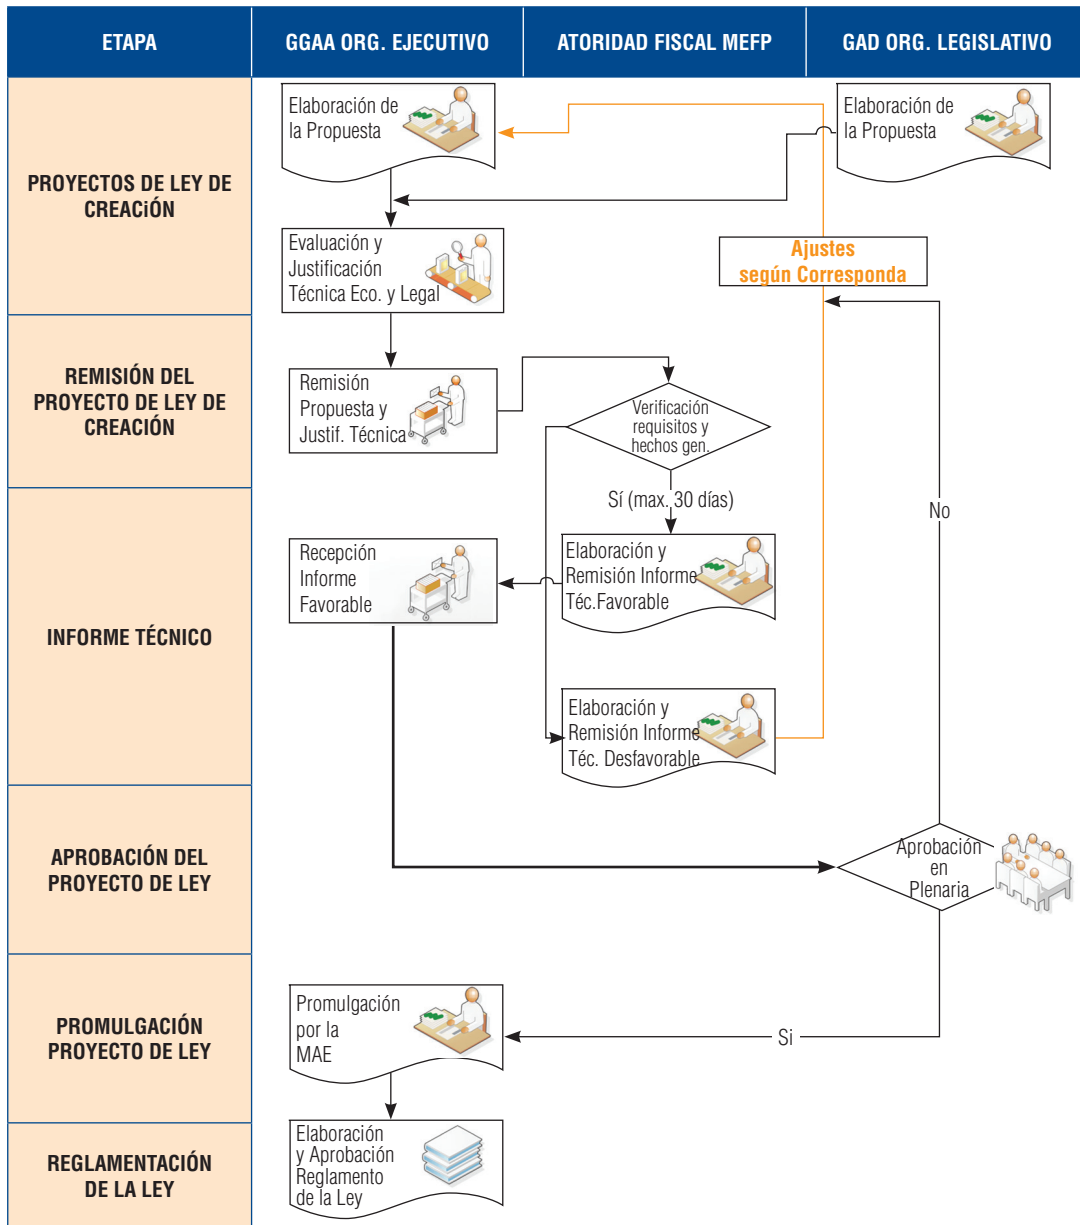 ETAPA
GGAA ORG. EJECUTIVO
ATORIDAD FISCAL MEFP
GAD ORG. LEGISLATIVO
PROYECTOS DE LEY DE
CREACiÓN
Elaboración de
la Propuesta
Elaboración de
la Propuesta
Evaluación y
Justificación
Técnica Eco. y Legal
Ajustes
según Corresponda
REMISIÓN DEL
PROYECTO DE LEY DE
CREACIÓN
Remisión
Propuesta y
Justif. Técnica
Verificación
requisitos y
hechos gen.
Sí (max. 30 días)
No
INFORME TÉCNICO
Recepción
Informe
Favorable
Elaboración y
Remisión Informe
Téc.Favorable
Elaboración y
Remisión Informe
Téc. Desfavorable
APROBACIÓN DEL
PROYECTO DE LEY
Aprobación
en
Plenaria
PROMULGACIÓN
PROYECTO DE LEY
Promulgación
por la
MAE
Si
REGLAMENTACIÓN
DE LA LEY
Elaboración
y Aprobación
Reglamento
de la Ley